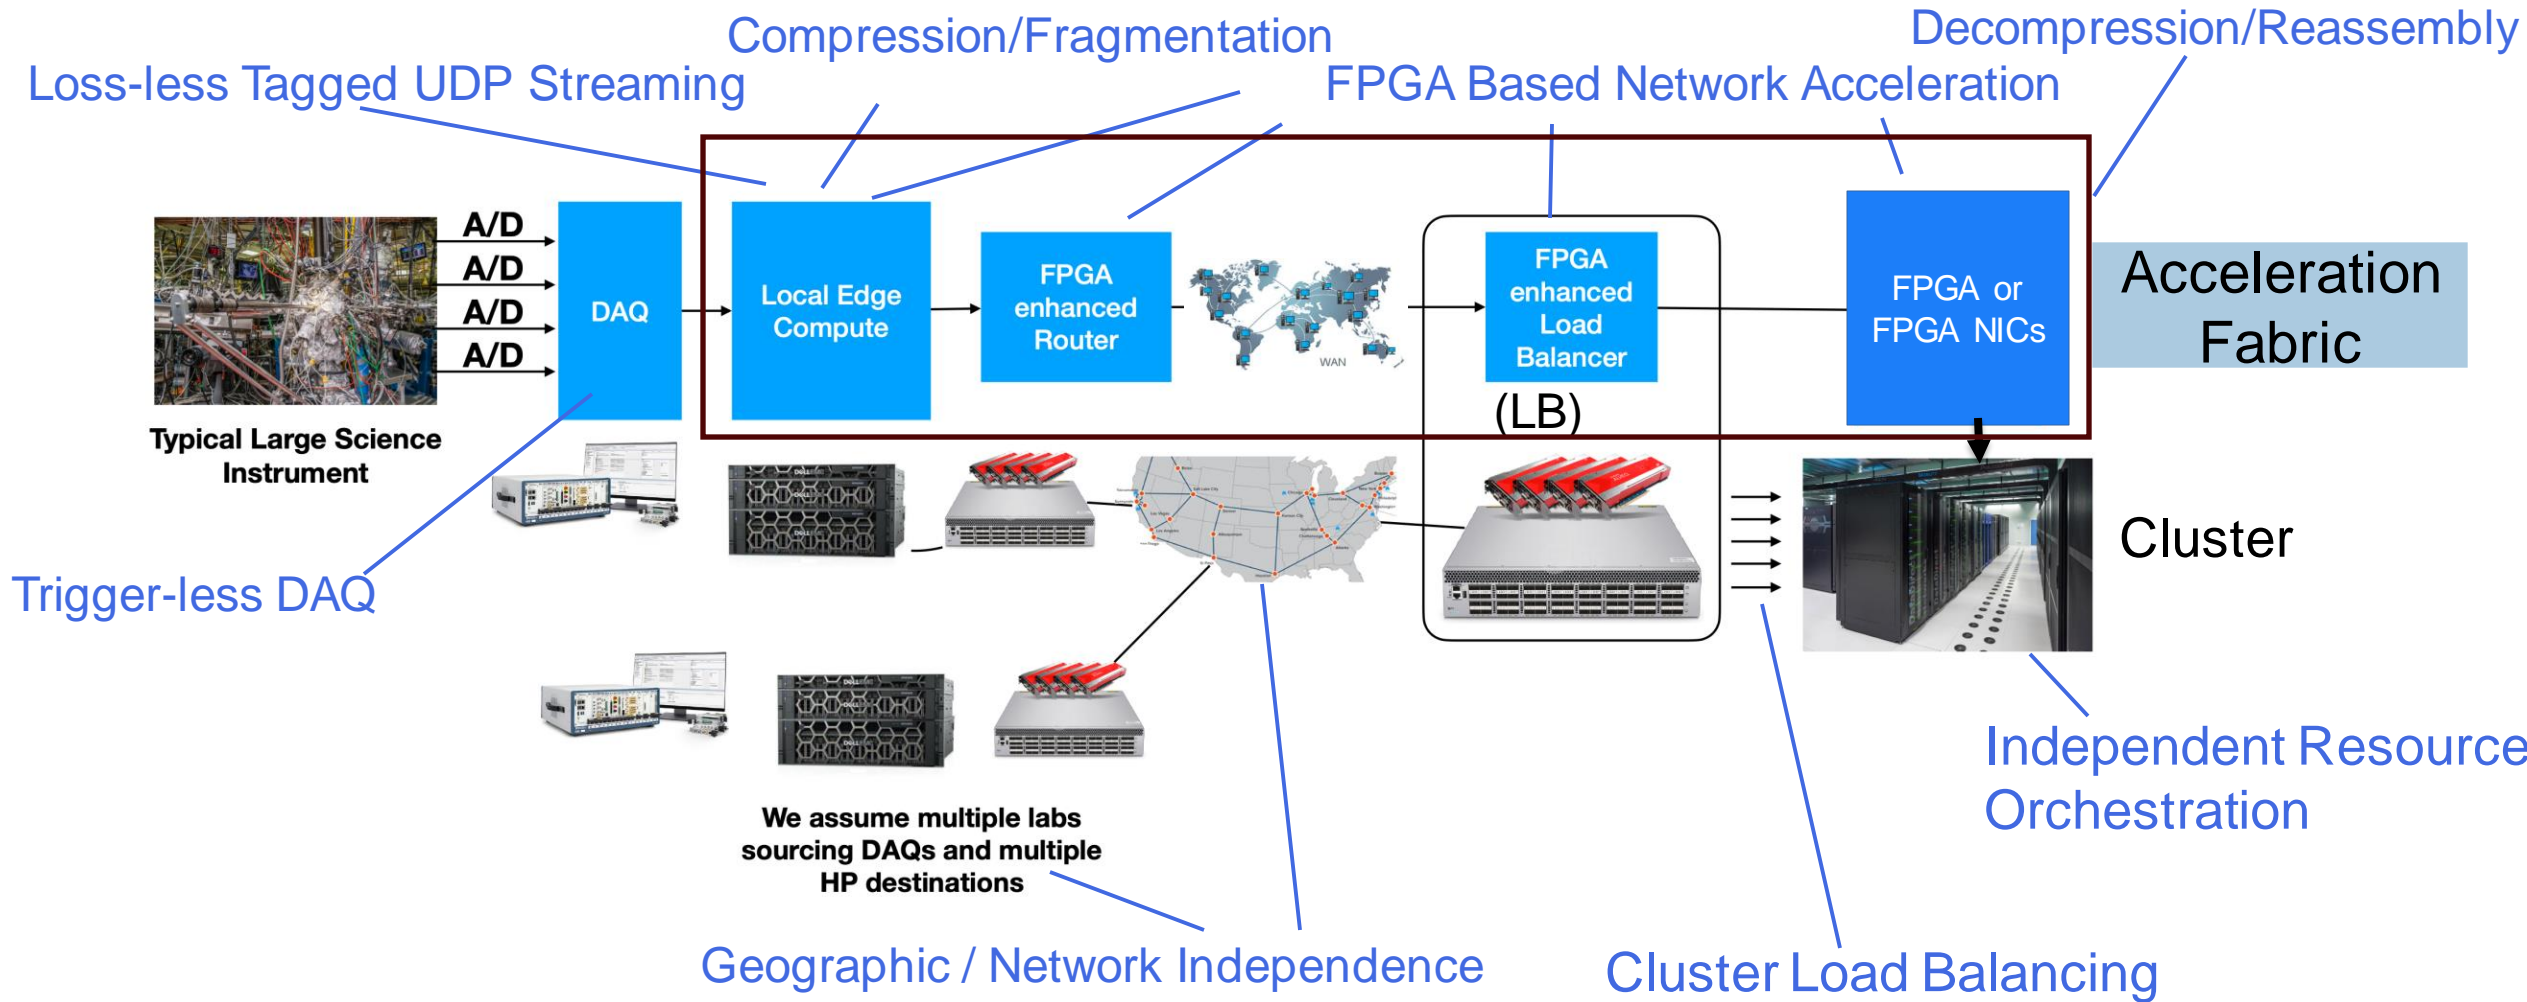 Compression/Fragmentation
Decompression/Reassembly
Loss-less Tagged UDP Streaming
FPGA Based Network Acceleration
A/D
A/D
A/D
A/D
DAQ
Local Edge
Compute
FPGA
enhanced
Router
WAN
FPGA
enhanced
Load
Balancer
(LB)
FPGA or
FPGA NICs
Acceleration
Fabric
Typical Large Science
Instrument
Cluster
Trigger-less DAQ
We assume multiple labs
sourcing DAQs and multiple
HP destinations
Independent Resource
Orchestration
Geographic / Network Independence
Cluster Load Balancing